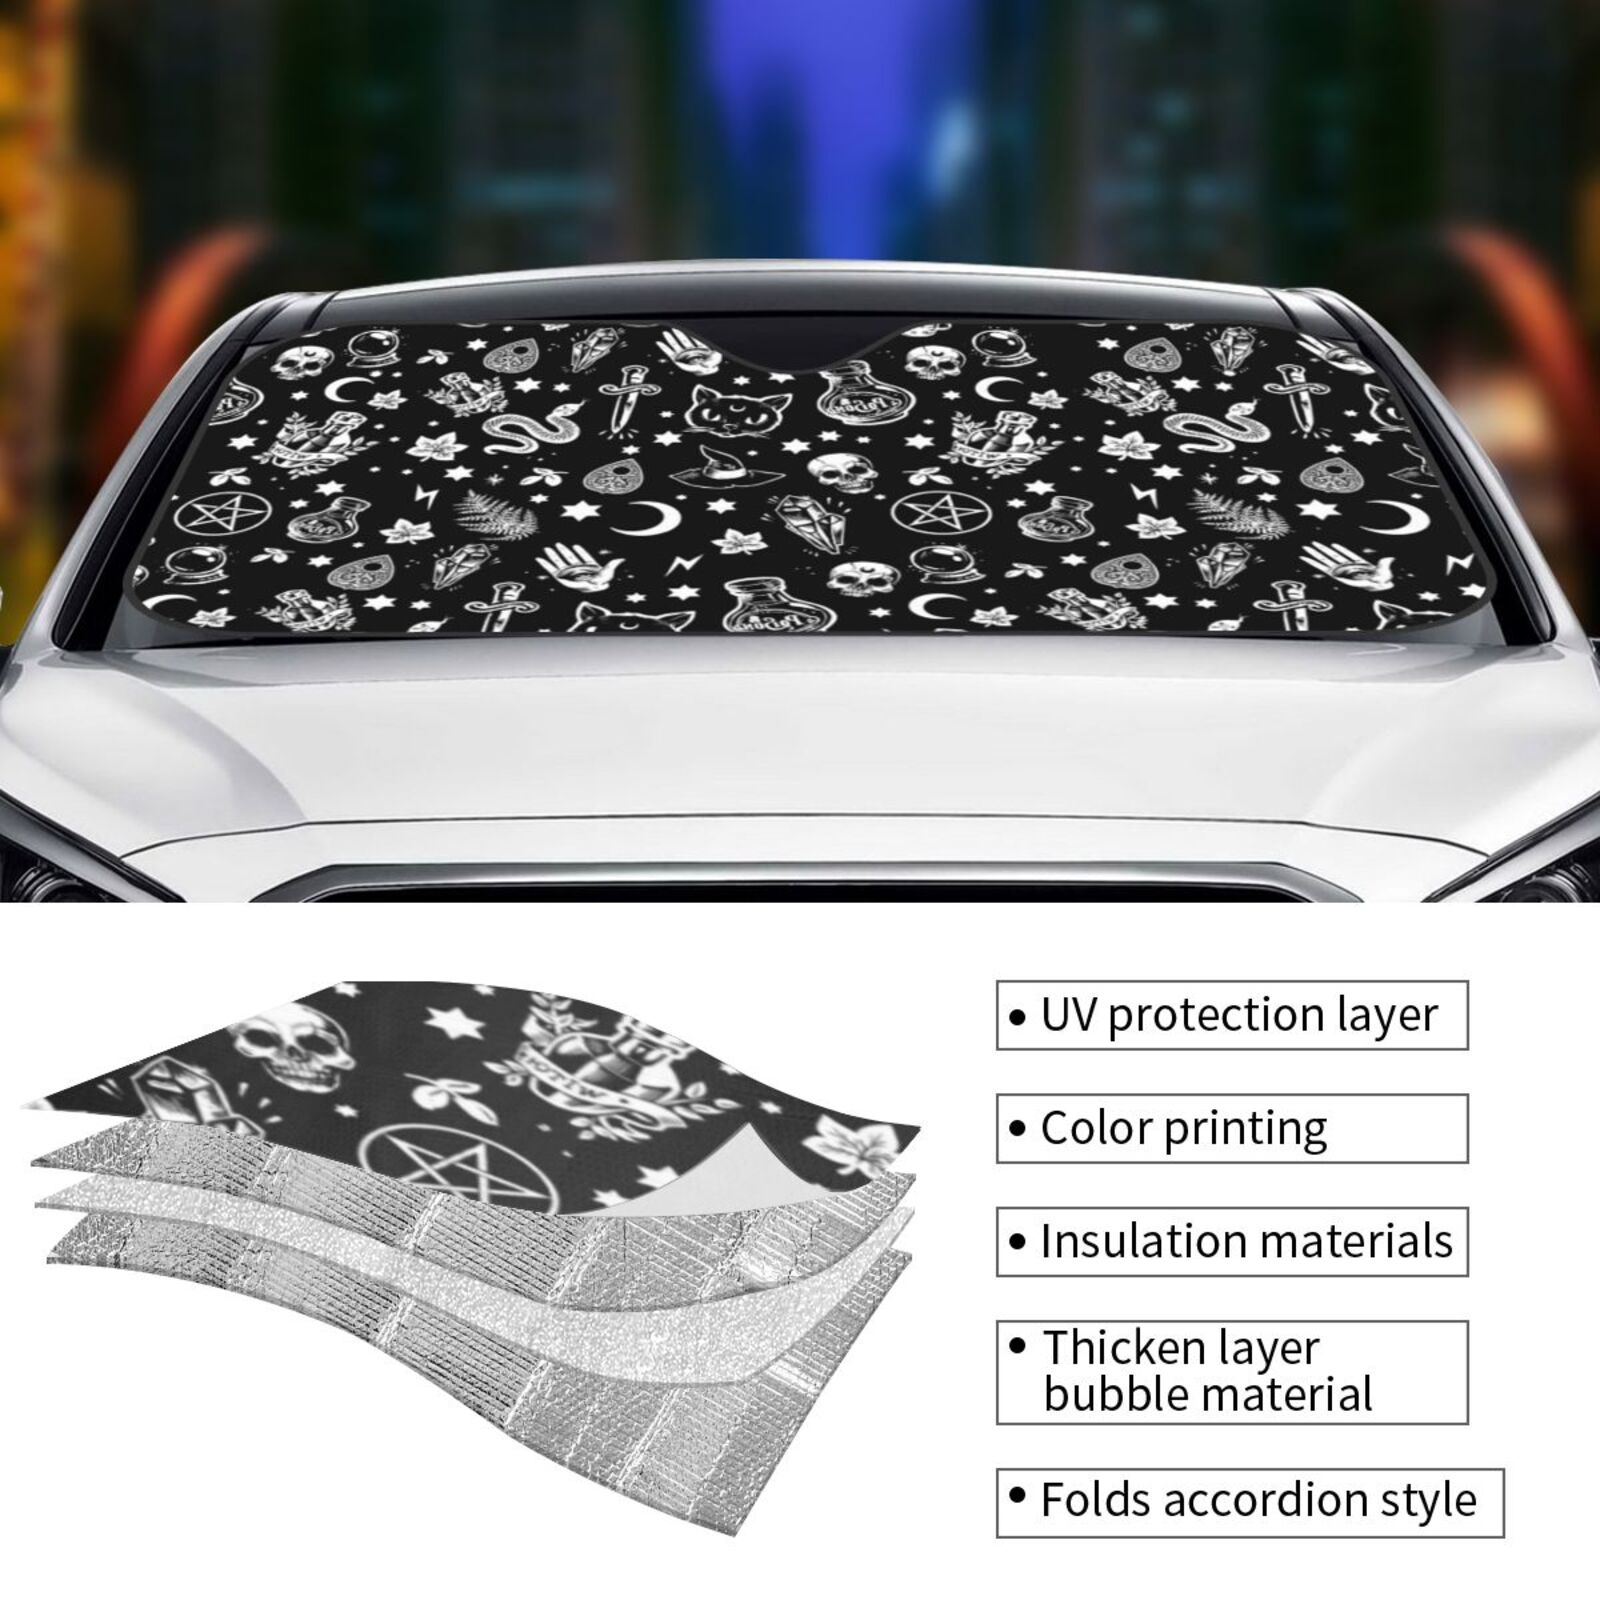 • UV protection layer
• Color printing
• Insulation materials
• Thicken layer
bubble material
• Folds accordion style